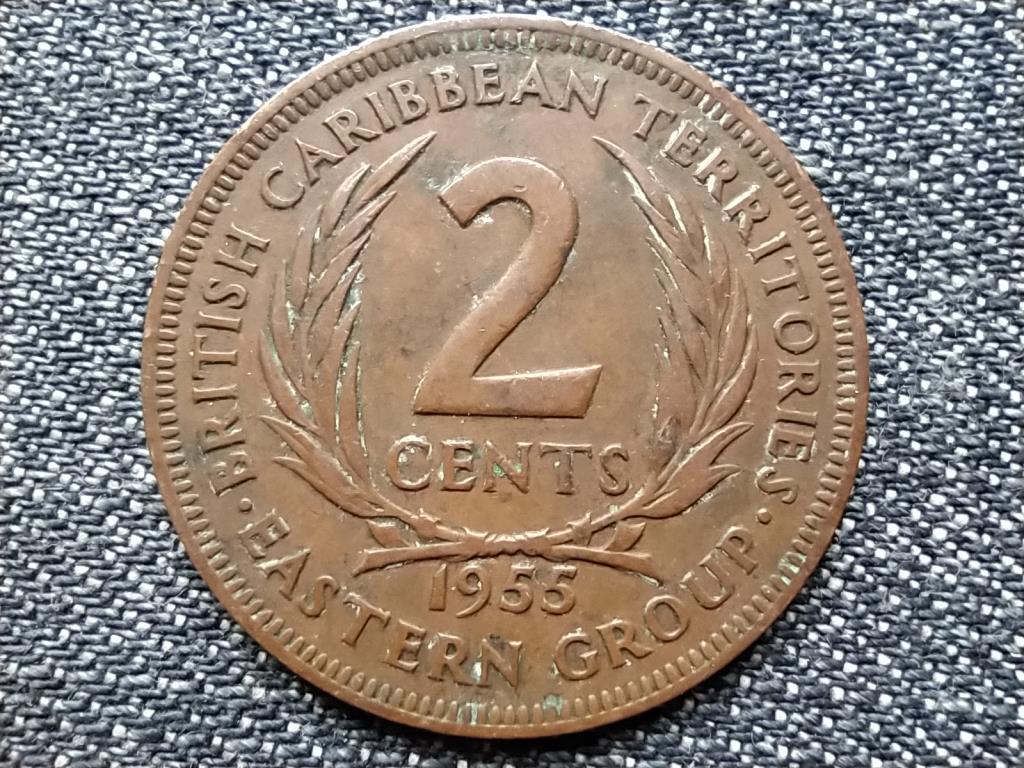 BRITISH CARIBBEAN TERRITORIES
2
CENTS
1955
· EASTERN GROUP ·